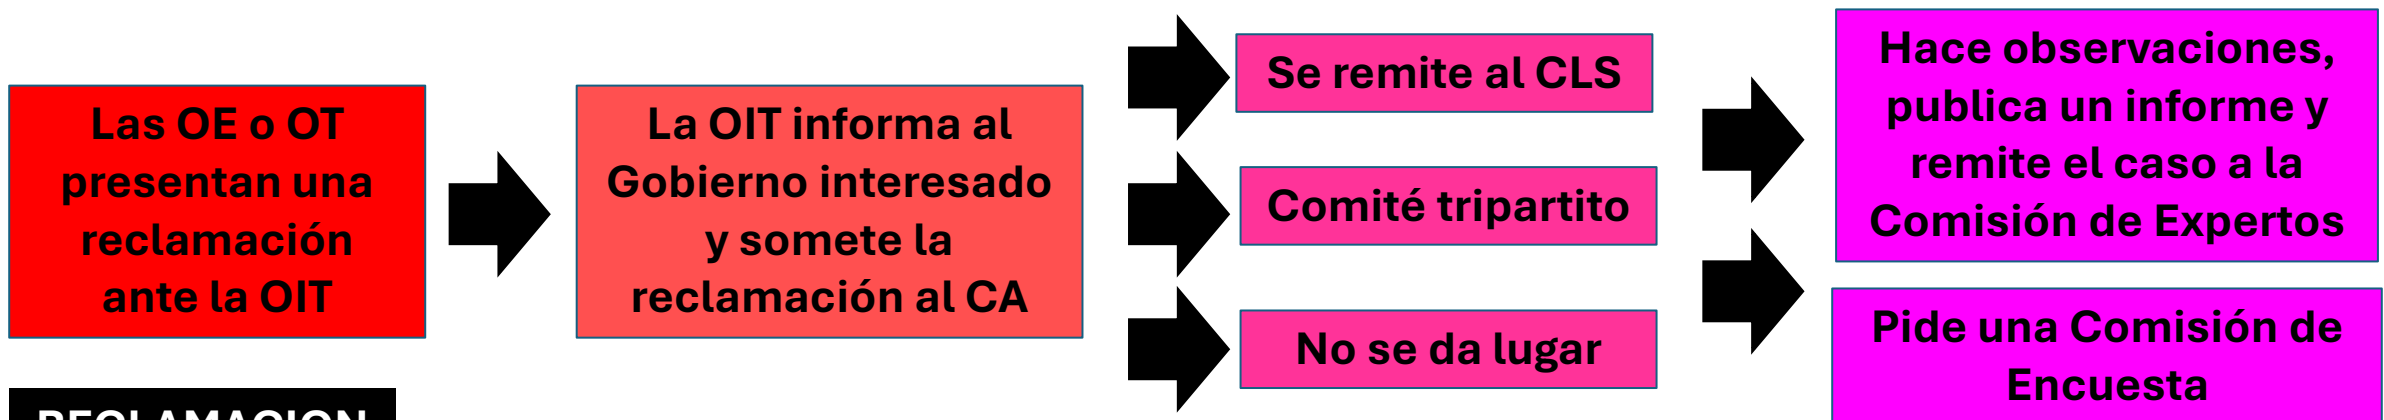 Las OE o OT
presentan una
reclamación
ante la OIT
La OIT informa al
Gobierno interesado
y somete la
reclamación al CA
Se remite al CLS
Comité tripartito
No se da lugar
Hace observaciones,
publica un informe y
remite el caso a la
Comisión de Expertos
Pide una Comisión de
Encuesta
RECLAMACION